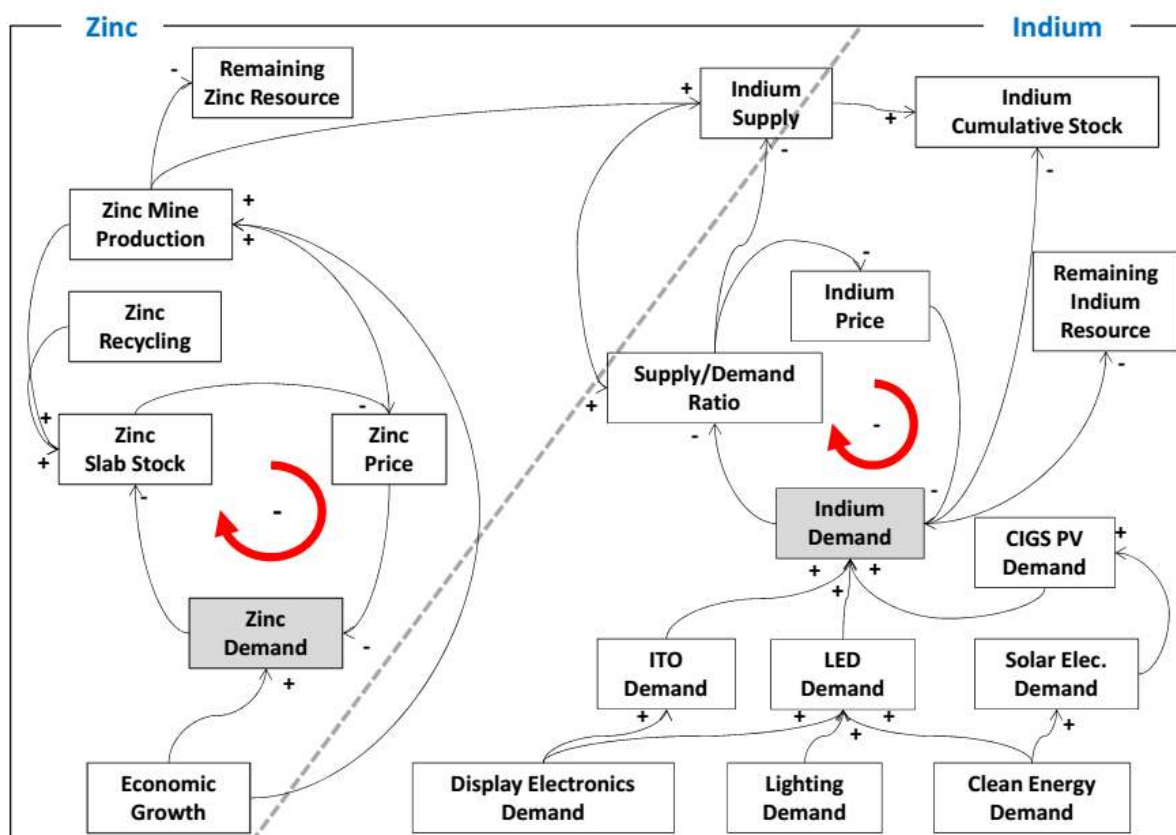 Zinc
Indium
Remaining
Zinc Resource
-
Indium
Supply
+
-
Indium
Cumulative Stock
+
-
Zinc Mine
Production
+
+
Zinc
Recycling
Indium
Price
-
Remaining
Indium
Resource
-
Supply/Demand
Ratio
+
-
-
Zinc
Slab Stock
+
+
-
Zinc
Price
-
-
Indium
Demand
-
+
+
+
CIGS PV
Demand
+
Zinc
Demand
-
+
ITO
Demand
+
LED
Demand
+
+
+
Solar Elec.
Demand
+
Economic
Growth
Display Electronics
Demand
Lighting
Demand
Clean Energy
Demand